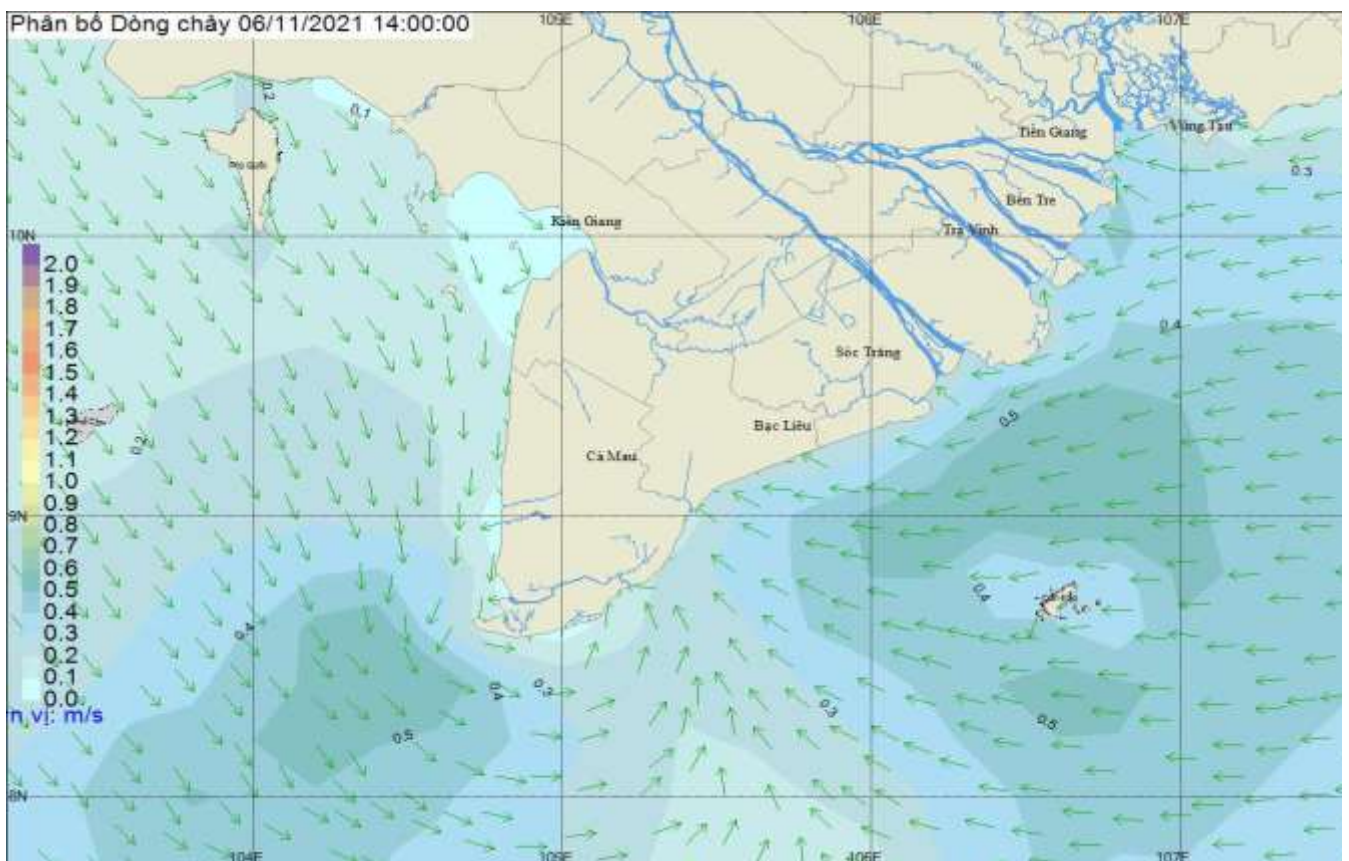 Phân bố Dòng chảy 06/11/2021 14:00:00
105E
106E
107E
0.2
0.1
Tiền Giang
Vũng Tàu
0.3
Bến Tre
Kiên Giang
Trà Vinh
10N
2.0
1.9
1.8
1.7
1.6
1.5
1.4
1.3
1.2
1.1
1.0
0.9
0.8
0.7
0.6
0.5
0.4
0.3
0.2
0.1
0.0
n vị: m/s
0.4
Sóc Trăng
0.5
Bạc Liêu
0.2
Cà Mau
9N
0.4
0.4
0.4
0.3
0.5
0.5
8N
104E
105E
106E
107E